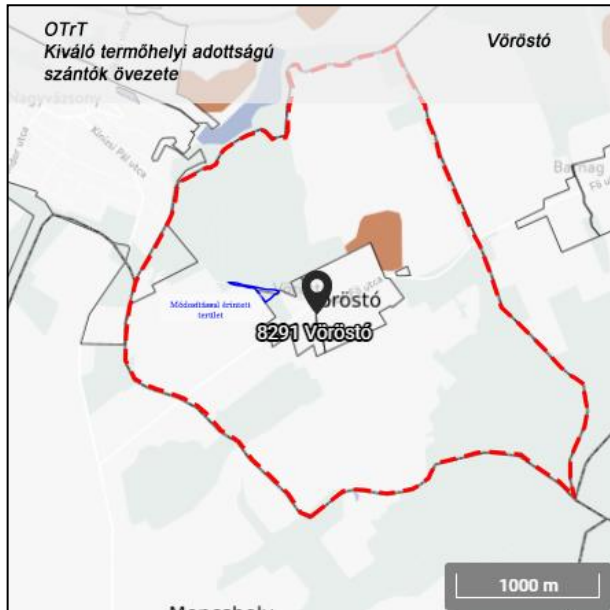 OTrT
Kiváló termőhelyi adottságú
szántók övezete
Vöröstó
Nagyvázsony
Kinizsi Pál utca
utca
Barnag
Fő u
Fő utca
Vöröstó
Módosítással érintett
terület
8291 Vöröstó
1000 m